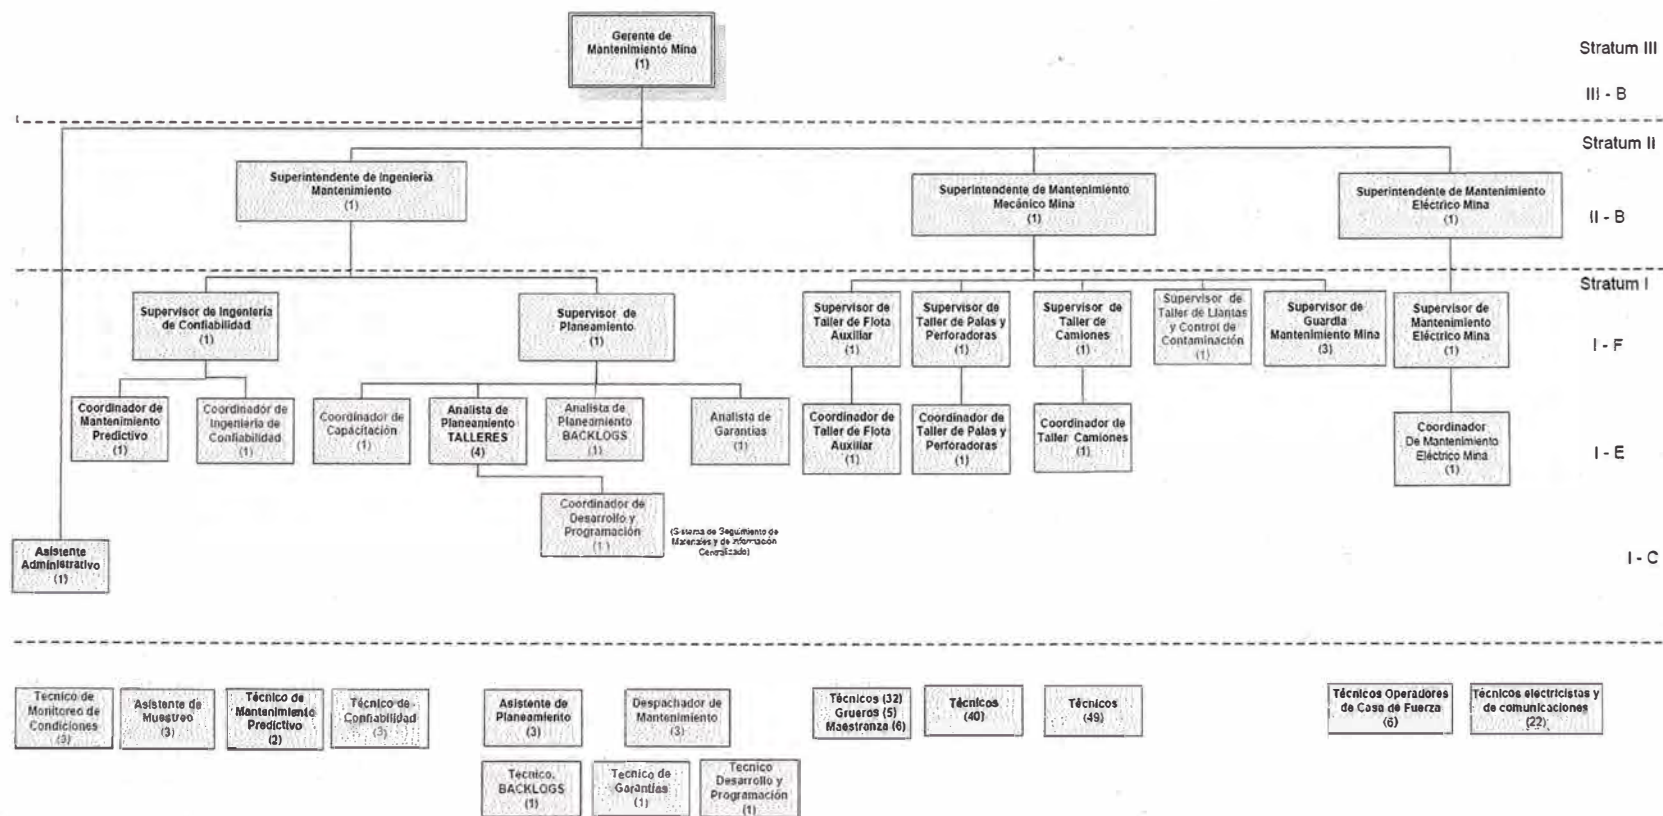 Gerente de
Mantenimiento Mina
(1)
Stratum III
III - B
Stratum II
Superintendente de Ingeniería
Mantenimiento
(1)
Superintendente de Mantenimiento
Mecánico Mina
(1)
Superintendente de Mantenimiento
Eléctrico Mina
(1)
II - B
Stratum I
Supervisor de Ingeniería
de Confiabilidad
(1)
Supervisor de
Planeamiento
(1)
Supervisor de
Taller de Flota
Auxiliar
(1)
Supervisor de
Taller de Palas y
Perforadoras
(1)
Supervisor de
Taller de
Camiones
(1)
Supervisor de
Taller de Llantas
y Control de
Contaminación
(1)
Supervisor de
Guardia
Mantenimiento Mina
(3)
Supervisor de
Mantenimiento
Eléctrico Mina
(1)
I - F
Coordinador de
Mantenimiento
Predictivo
(1)
Coordinador de
Ingeniería de
Confiabilidad
(1)
Coordinador de
Capacitación
(1)
Analista de
Planeamiento
TALLERES
(4)
Analista de
Planeamiento
BACKLOGS
(1)
Analista de
Garantías
(1)
Coordinador de
Taller de Flota
Auxiliar
(1)
Coordinador de
Taller de Palas y
Perforadoras
(1)
Coordinador de
Taller Camiones
(1)
Coordinador
De Mantenimiento
Eléctrico Mina
(1)
I - E
Coordinador de
Desarrollo y
Programación
(1)
(Sistema de Seguimiento de
Materiales y de Información
Centralizado)
Asistente
Administrativo
(1)
I - C
Tecnico de
Monitoreo de
Condiciones
(3)
Asistente de
Muestreo
(3)
Técnico de
Mantenimiento
Predictivo
(2)
Técnico de
Confiabilidad
(3)
Asistente de
Planeamiento
(3)
Despachador de
Mantenimiento
(3)
Técnicos (32)
Grueros (5)
Maestranza (6)
Técnicos
(40)
Técnicos
(49)
Técnicos Operadores
de Casa de Fuerza
(6)
Técnicos electricistas y
de comunicaciones
(22)
Tecnico.
BACKLOGS
(1)
Tecnico de
Garantías
(1)
Tecnico
Desarrollo y
Programación
(1)